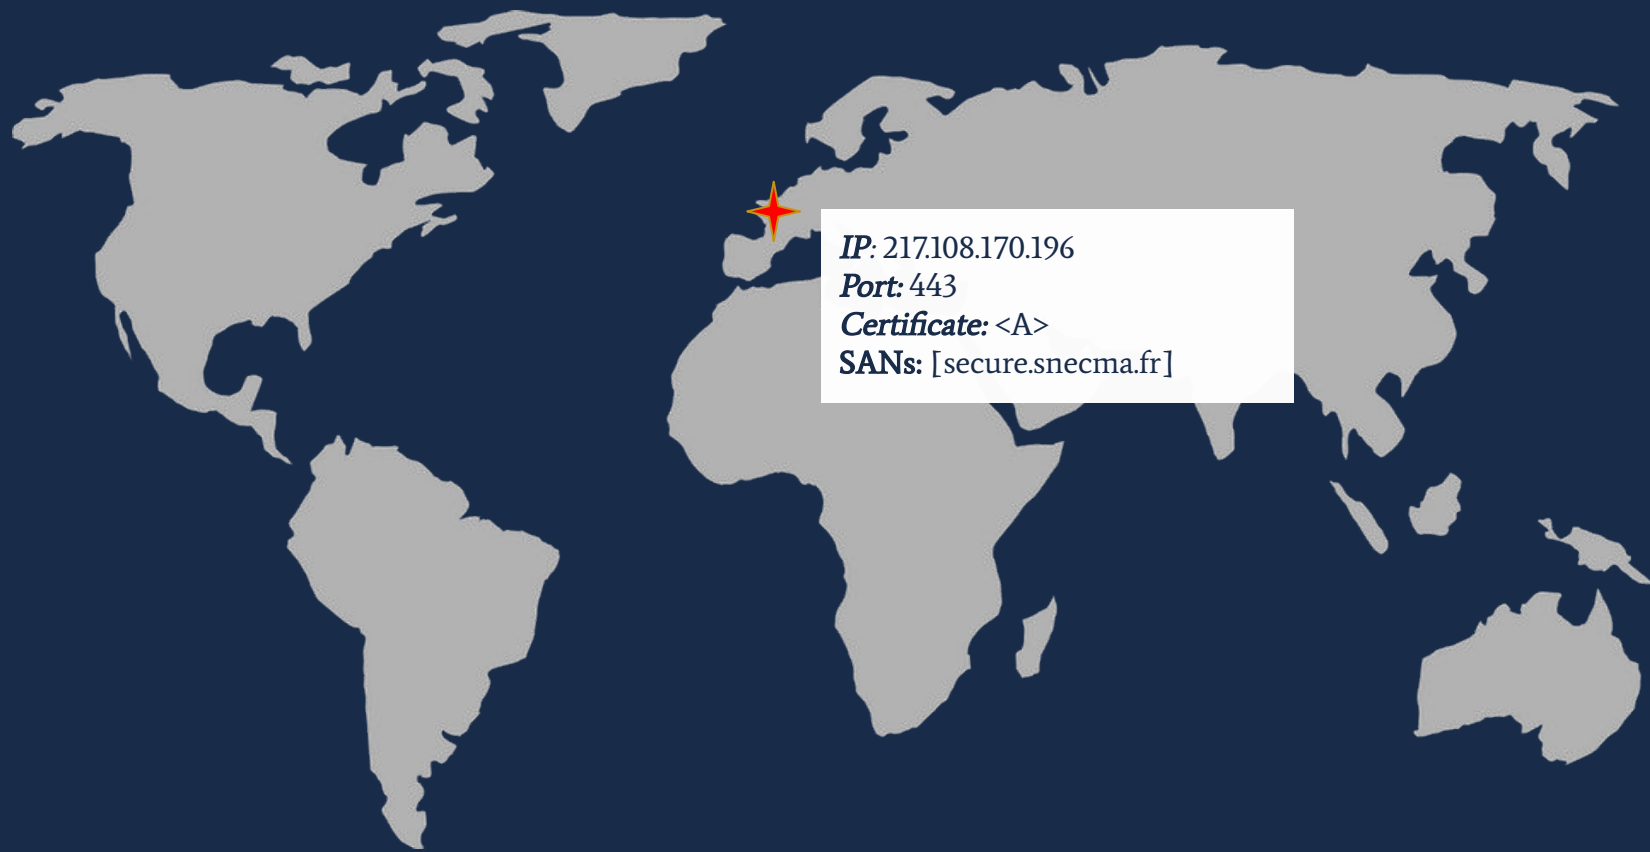 IP: 217.108.170.196
Port: 443
Certificate: <A>
SANs: [secure.snecma.fr]